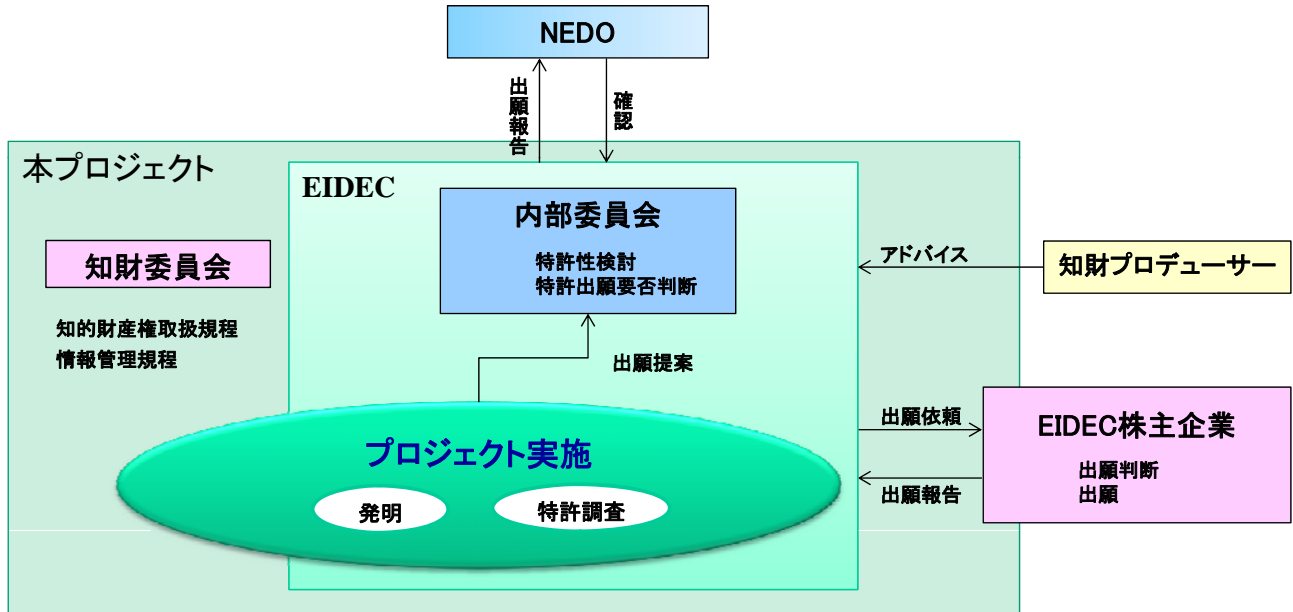 NEDO
出願報告
確認
本プロジェクト
EIDEC
内部委員会
特許性検討
特許出願要否判断
知財委員会
知的財産権取扱規程
情報管理規程
アドバイス
知財プロデューサー
出願提案
プロジェクト実施
発明
特許調査
出願依頼
出願報告
EIDEC株主企業
出願判断
出願